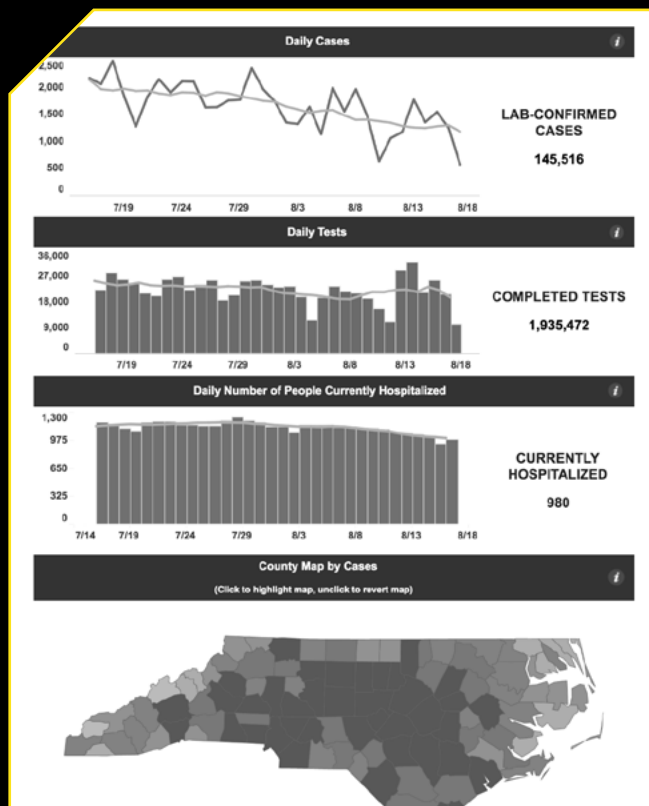 Daily Cases
2,500
2,000
1,500
1,000
500
0
7/19 7/24 7/29 8/3 8/8 8/13 8/18
LAB-CONFIRMED
CASES
145,516
Daily Tests
36,000
27,000
18,000
9,000
0
7/19 7/24 7/29 8/3 8/8 8/13 8/18
COMPLETED TESTS
1,935,472
Daily Number of People Currently Hospitalized
1,300
975
650
325
0
7/14 7/19 7/24 7/29 8/3 8/8 8/13 8/18
CURRENTLY
HOSPITALIZED
980
County Map by Cases
(Click to highlight map, unclick to revert map)